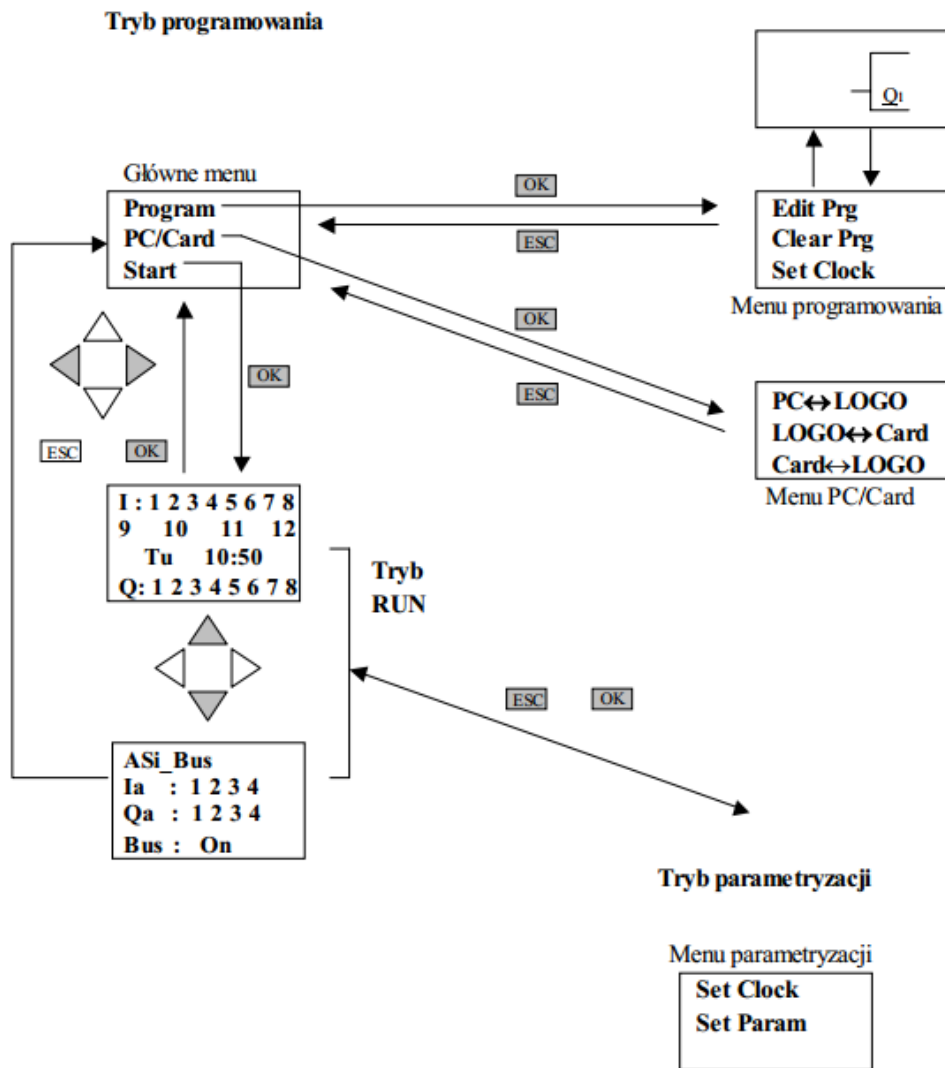 Tryb programowania
Q1
Główne menu
Program
PC/Card
Start
OK
ESC
Edit Prg
Clear Prg
Set Clock
Menu programowania
OK
ESC
OK
ESC
OK
PC↔LOGO
LOGO↔Card
Card↔LOGO
Menu PC/Card
I : 1 2 3 4 5 6 7 8
9 10 11 12
Tu 10:50
Q: 1 2 3 4 5 6 7 8
Tryb
RUN
ESC OK
ASi_Bus
Ia : 1 2 3 4
Qa : 1 2 3 4
Bus : On
Tryb parametryzacji
Menu parametryzacji
Set Clock
Set Param